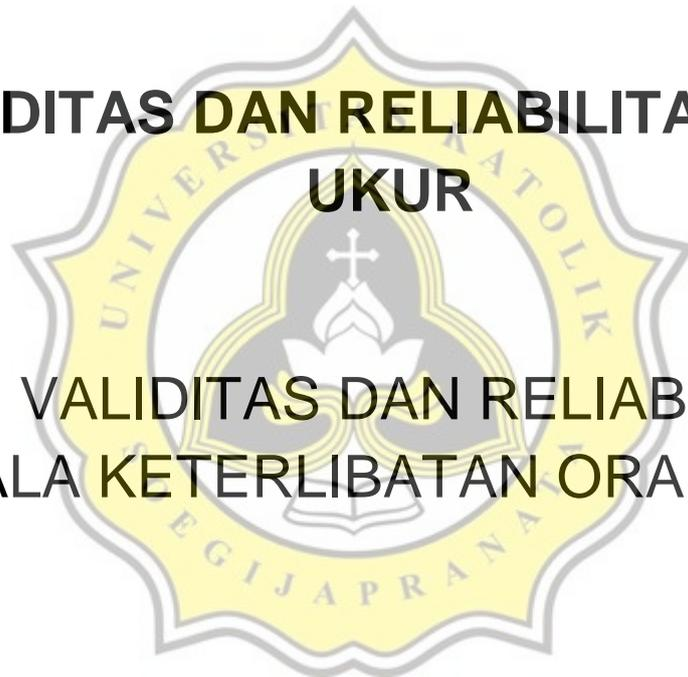 DITAS DAN RELIABILITA
UKUR
VALIDITAS DAN RELIAB
ALA KETERLIBATAN ORA
UNIVERSITAS KATOLIK
SOEGIJAPRANATA